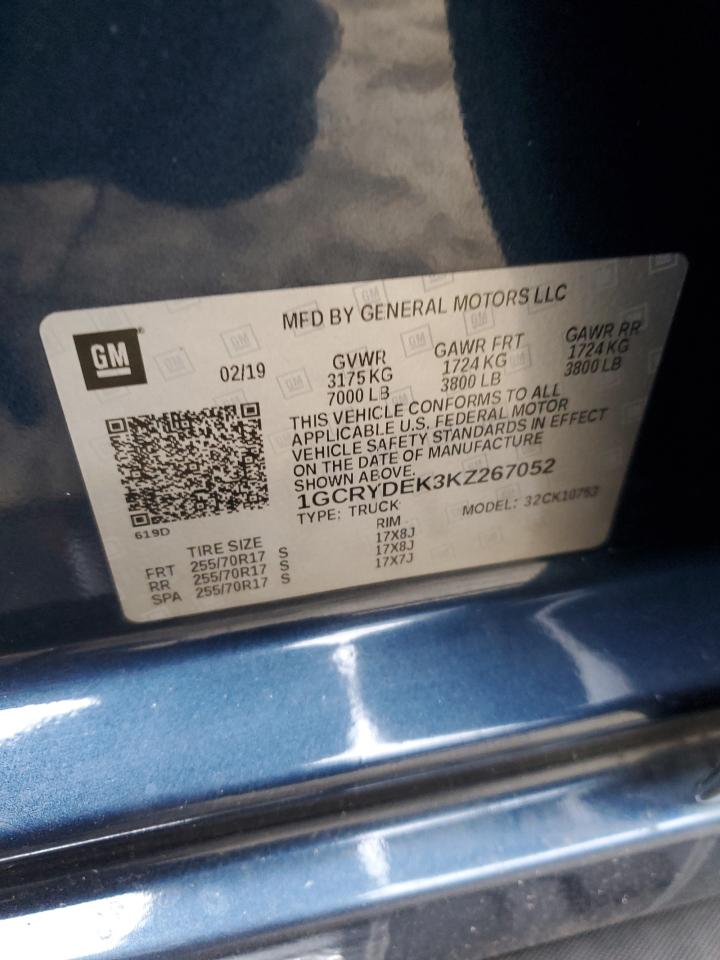 MFD BY GENERAL MOTORS LLC
GM
02/19
GVWR
3175 KG
7000 LB
GAWR FRT
1724 KG
3800 LB
GAWR RR
1724 KG
3800 LB
THIS VEHICLE CONFORMS TO ALL
APPLICABLE U.S. FEDERAL MOTOR
VEHICLE SAFETY STANDARDS IN EFFECT
ON THE DATE OF MANUFACTURE
SHOWN ABOVE.
1GCRYDEK3KZ267052
TYPE: TRUCK
MODEL: 32CK10753
619D
TIRE SIZE
RIM
FRT 255/70R17 S 17X8J
RR 255/70R17 S 17X8J
SPA 255/70R17 S 17X7J